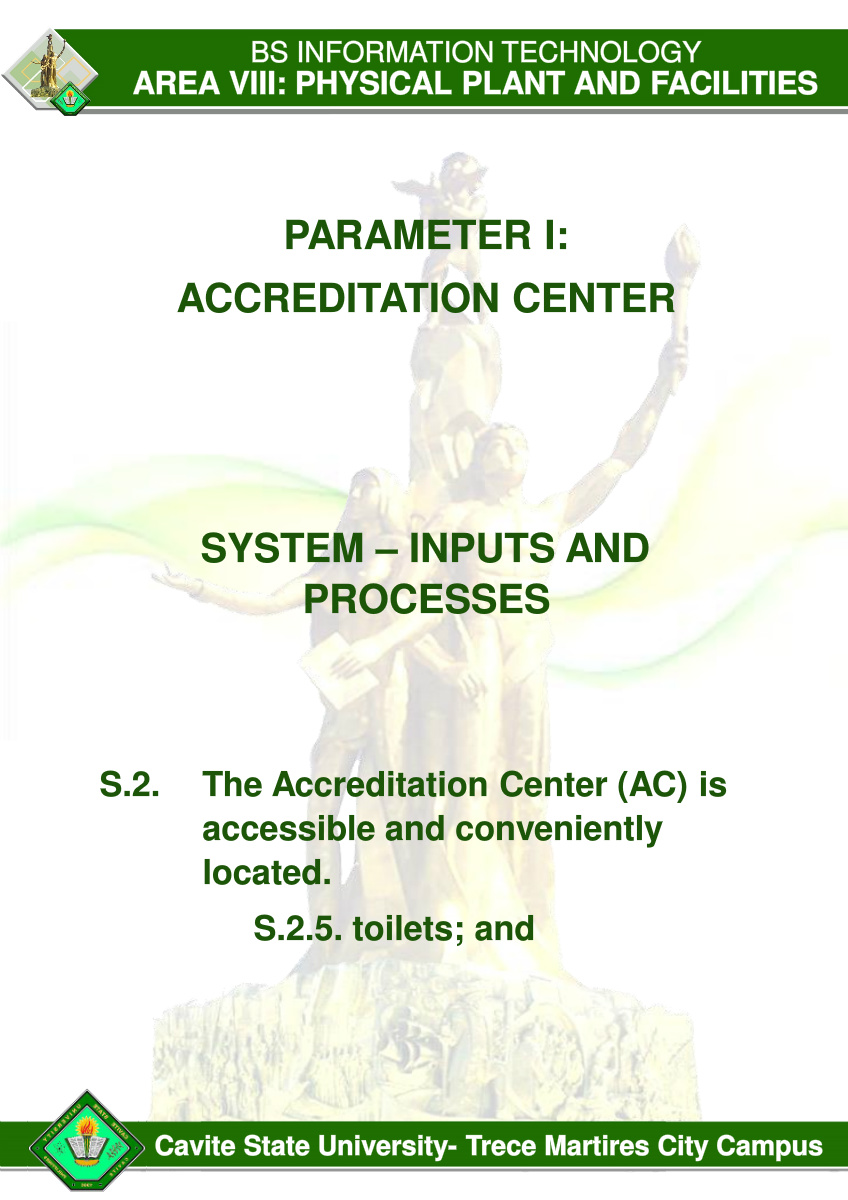 BS INFORMATION TECHNOLOGY
AREA VIII: PHYSICAL PLANT AND FACILITIES
PARAMETER I:
ACCREDITATION CENTER
SYSTEM – INPUTS AND
PROCESSES
S.2. The Accreditation Center (AC) is
accessible and conveniently
located.
S.2.5. toilets; and
Cavite State University- Trece Martires City Campus